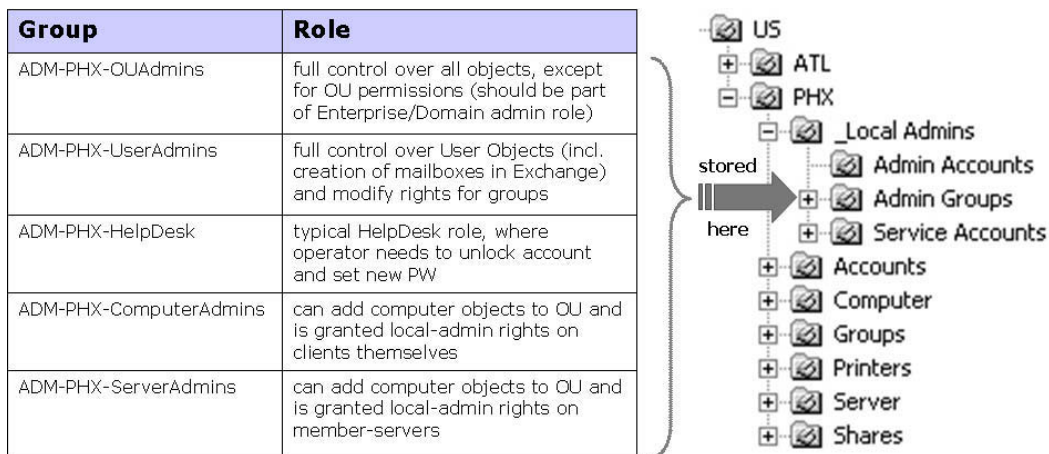 Group
Role
ADM-PHX-OUAdmins
full control over all objects, except
for OU permissions (should be part
of Enterprise/Domain admin role)
ADM-PHX-UserAdmins
full control over User Objects (incl.
creation of mailboxes in Exchange)
and modify rights for groups
ADM-PHX-HelpDesk
typical HelpDesk role, where
operator needs to unlock account
and set new PW
ADM-PHX-ComputerAdmins
can add computer objects to OU and
is granted local-admin rights on
clients themselves
ADM-PHX-ServerAdmins
can add computer objects to OU and
is granted local-admin rights on
member-servers
stored
here
US
ATL
PHX
_Local Admins
Admin Accounts
Admin Groups
Service Accounts
Accounts
Computer
Groups
Printers
Server
Shares